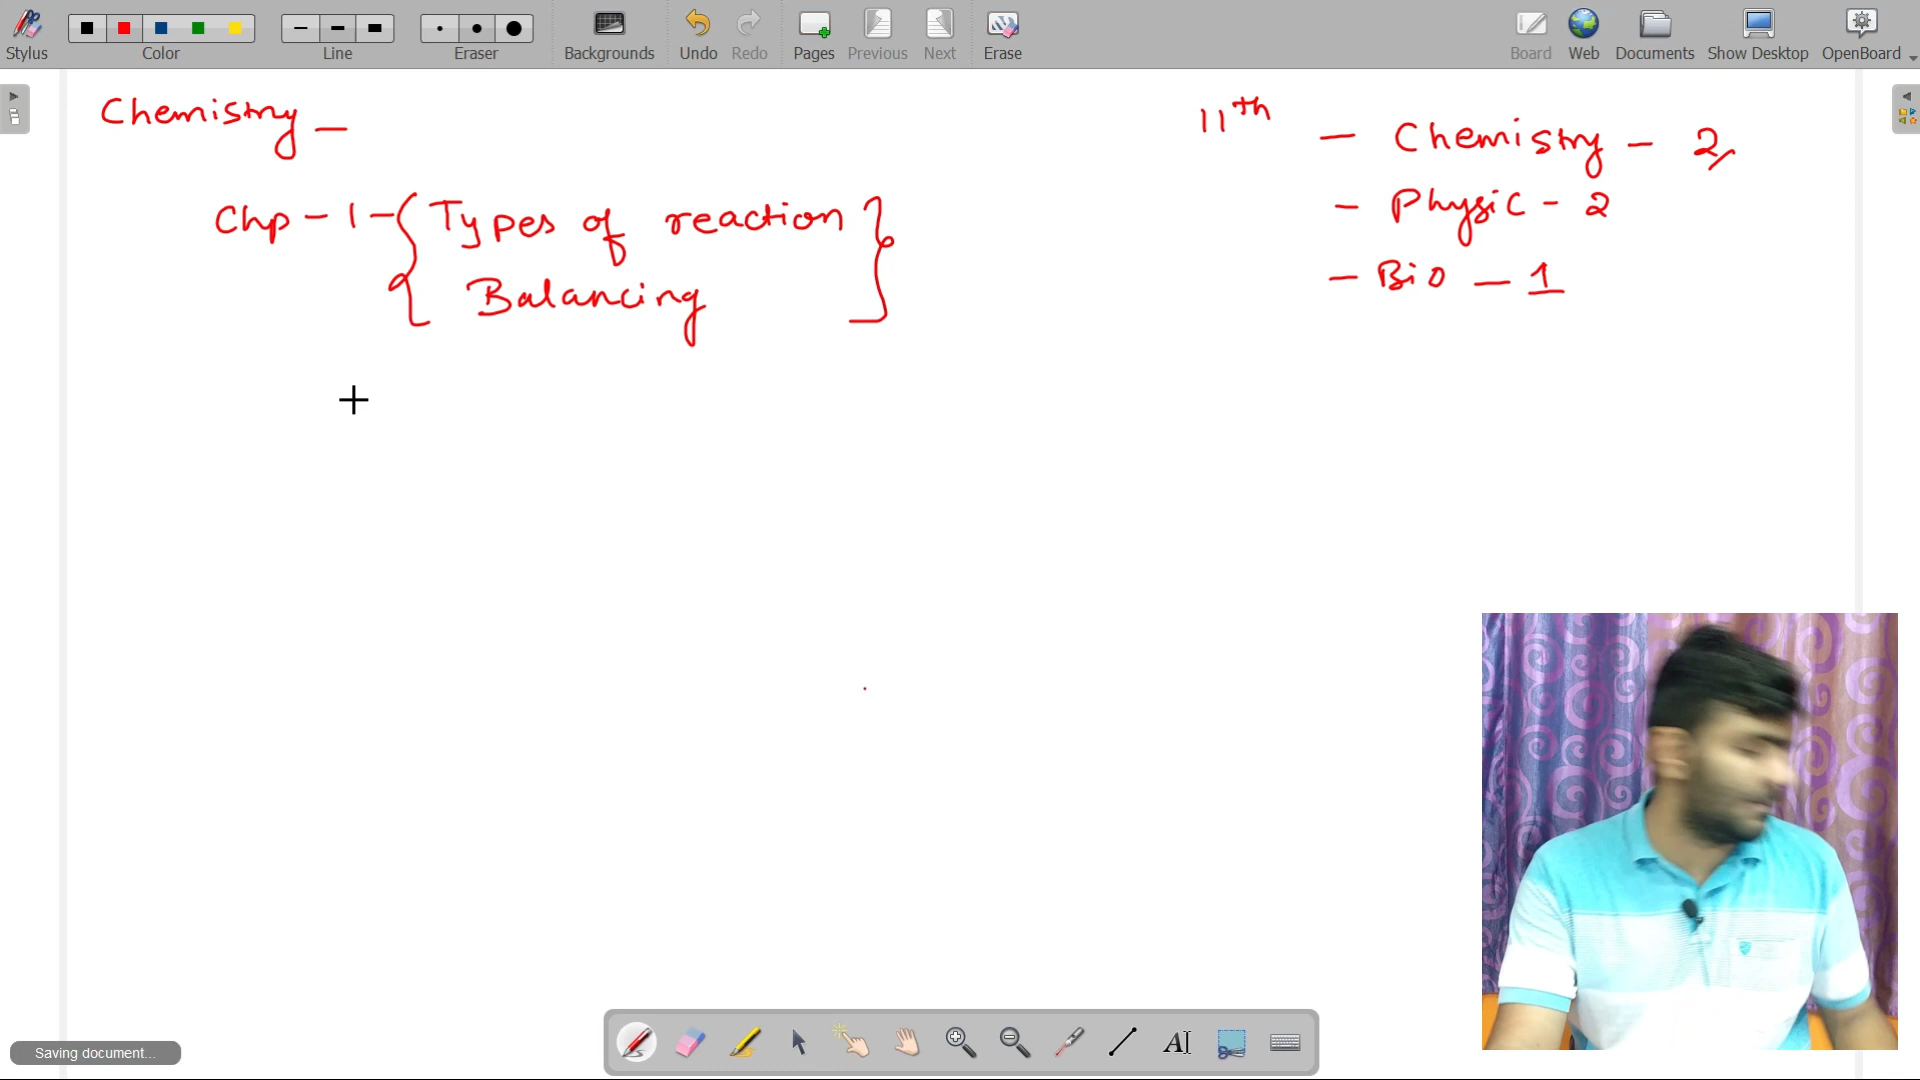 Stylus
Color
Line
Eraser
Backgrounds
Undo
Redo
Pages
Previous
Next
Erase
Board
Web
Documents
Show Desktop
OpenBoard
Chemistry –
Chp – 1 – { Types of reaction }
Balancing
11th
– Chemistry – 2
– Physic – 2
– Bio – 1
AI
Saving document...